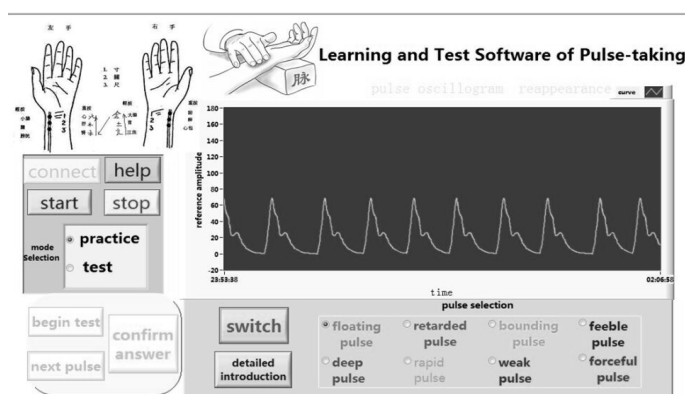 左 手
右 手
1. 寸
2. 關
3. 尺
脉
Learning and Test Software of Pulse-taking
pulse oscillogram reappearance
curve
connect
help
start
stop
mode
Selection
practice
test
reference amplitude
180
160
140
120
100
80
60
40
20
0
-20
23:53:38
02:06:58
time
begin test
next pulse
confirm
answer
switch
detailed
introduction
pulse selection
floating
pulse
retarded
pulse
bounding
pulse
feeble
pulse
deep
pulse
rapid
pulse
weak
pulse
forceful
pulse